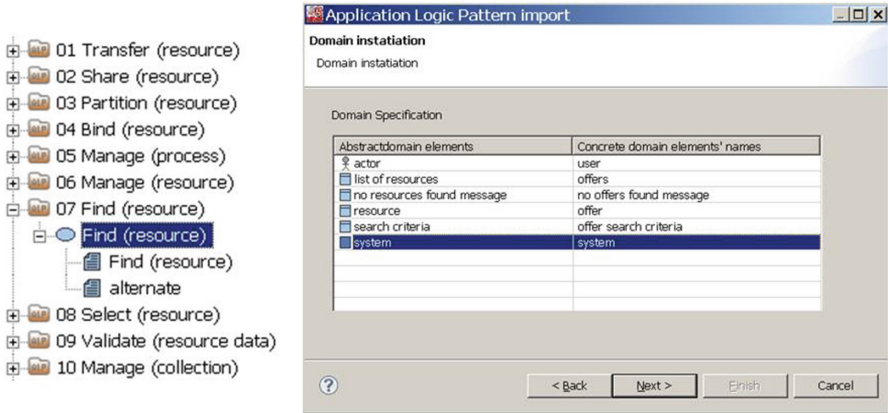 01 Transfer (resource)
02 Share (resource)
03 Partition (resource)
04 Bind (resource)
05 Manage (process)
06 Manage (resource)
07 Find (resource)
Find (resource)
Find (resource)
alternate
08 Select (resource)
09 Validate (resource data)
10 Manage (collection)
Application Logic Pattern import
Domain instatiation
Domain instatiation
Domain Specification
Abstractdomain elements Concrete domain elements' names
actor user
list of resources offers
no resources found message no offers found message
resource offer
search criteria offer search criteria
system system
< Back Next > Finish Cancel